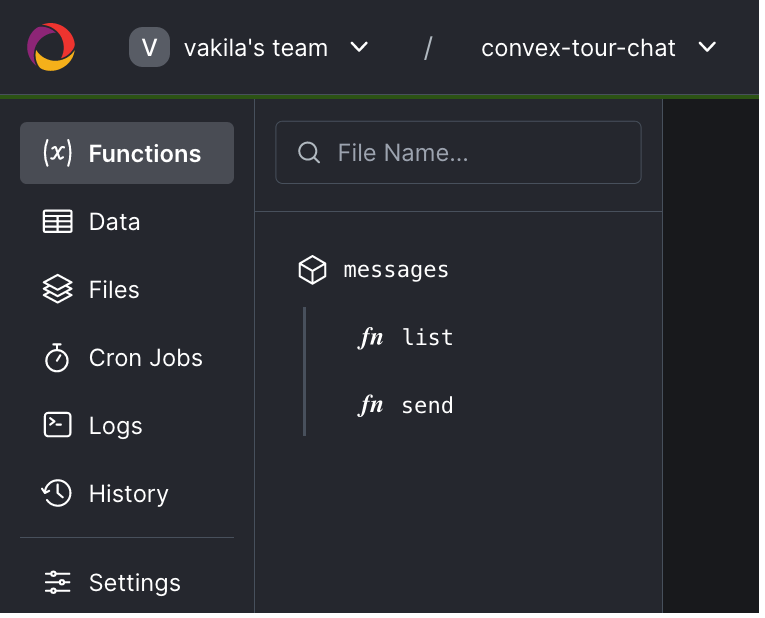 V vakila's team / convex-tour-chat
(x) Functions
Data
Files
Cron Jobs
Logs
History
Settings
File Name...
messages
fn list
fn send